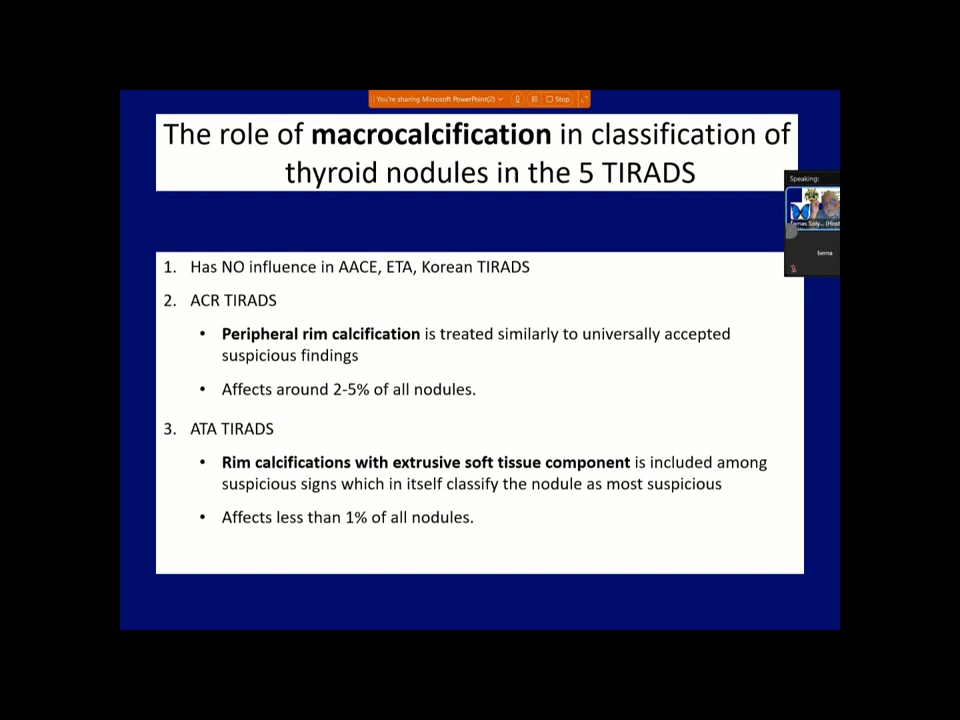 You're sharing Microsoft PowerPoint(2)
Stop
The role of macrocalcification in classification of
thyroid nodules in the 5 TIRADS
Speaking:
(Host
berna
1. Has NO influence in AACE, ETA, Korean TIRADS
2. ACR TIRADS
• Peripheral rim calcification is treated similarly to universally accepted
suspicious findings
• Affects around 2-5% of all nodules.
3. ATA TIRADS
• Rim calcifications with extrusive soft tissue component is included among
suspicious signs which in itself classify the nodule as most suspicious
• Affects less than 1% of all nodules.